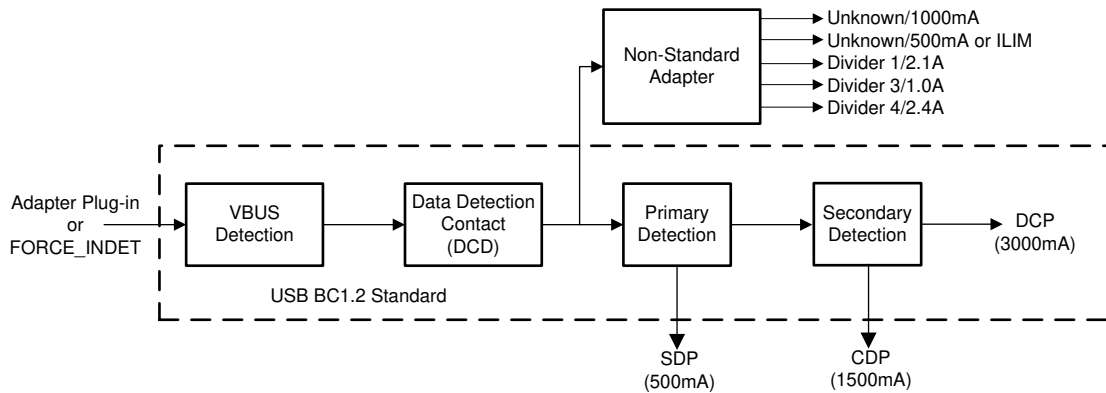 Unknown/1000mA
Unknown/500mA or ILIM
Divider 1/2.1A
Divider 3/1.0A
Divider 4/2.4A
Non-Standard
Adapter
Adapter Plug-in
or
FORCE_INDET
VBUS
Detection
Data Detection
Contact
(DCD)
Primary
Detection
Secondary
Detection
DCP
(3000mA)
USB BC1.2 Standard
SDP
(500mA)
CDP
(1500mA)